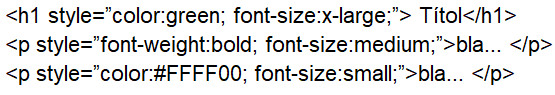 <h1 style=”color:green; font-size:x-large;”> Títol</h1>
<p style=”font-weight:bold; font-size:medium;”>bla... </p>
<p style=”color:#FFFF00; font-size:small;”>bla... </p>